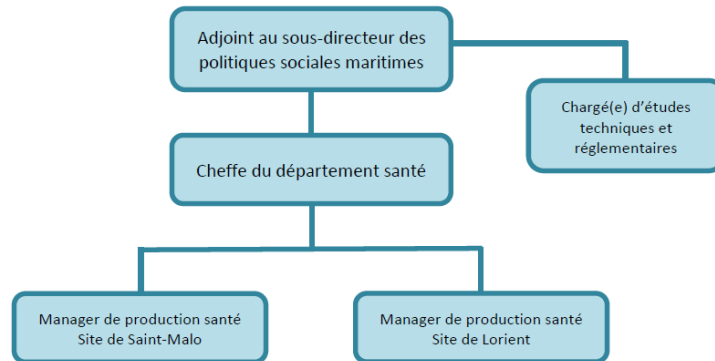 Adjoint au sous-directeur des
politiques sociales maritimes
Chargé(e) d'études
techniques et
réglementaires
Cheffe du département santé
Manager de production santé
Site de Saint-Malo
Manager de production santé
Site de Lorient